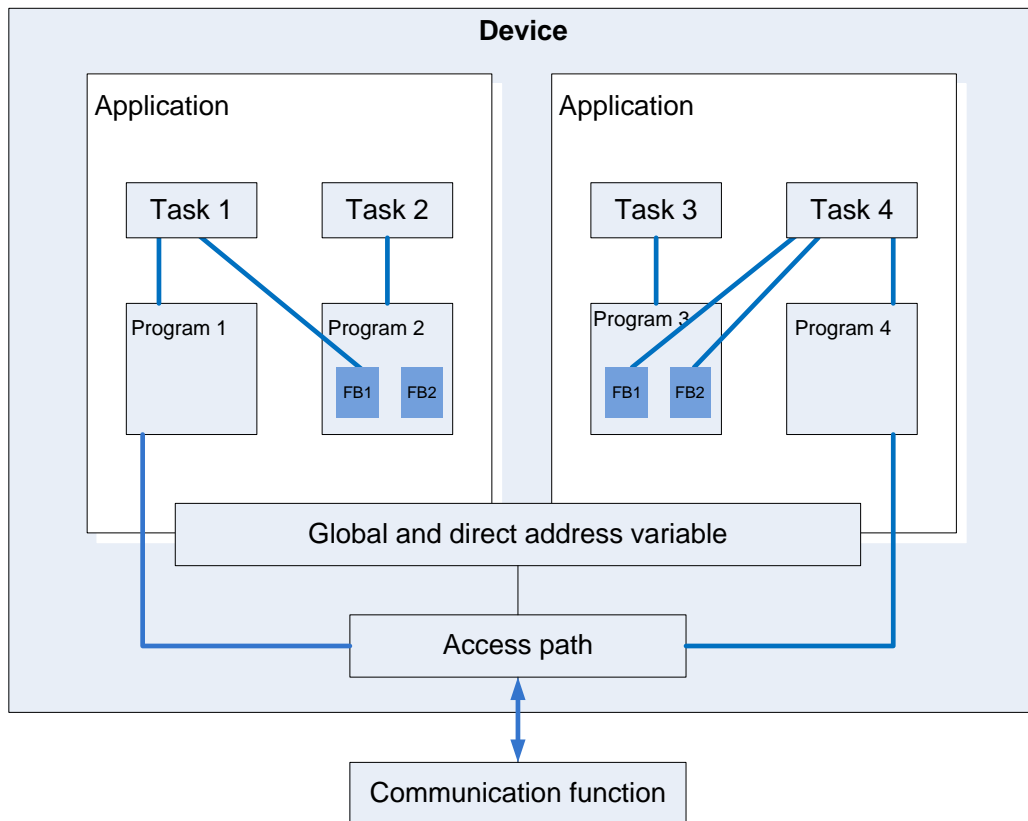 Device
Application
Application
Task 1
Task 2
Task 3
Task 4
Program 1
Program 2
Program 3
Program 4
FB1
FB2
FB1
FB2
Global and direct address variable
Access path
Communication function